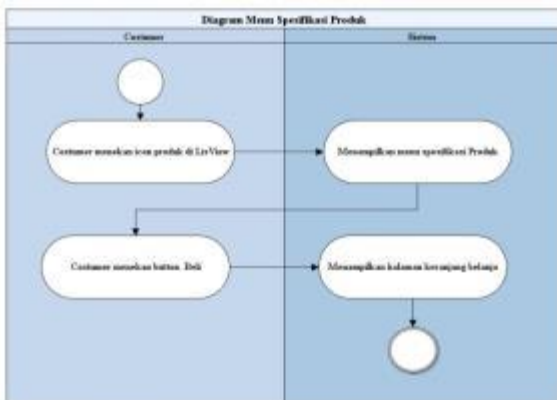 Diagram Menu Spesifikasi Produk
Costumer
Sistem
Costumer menekan icon produk di LisView
Menampilkan menu spesifikasi Produk
Costumer menekan button Beli
Menampilkan halaman keranjang belanja